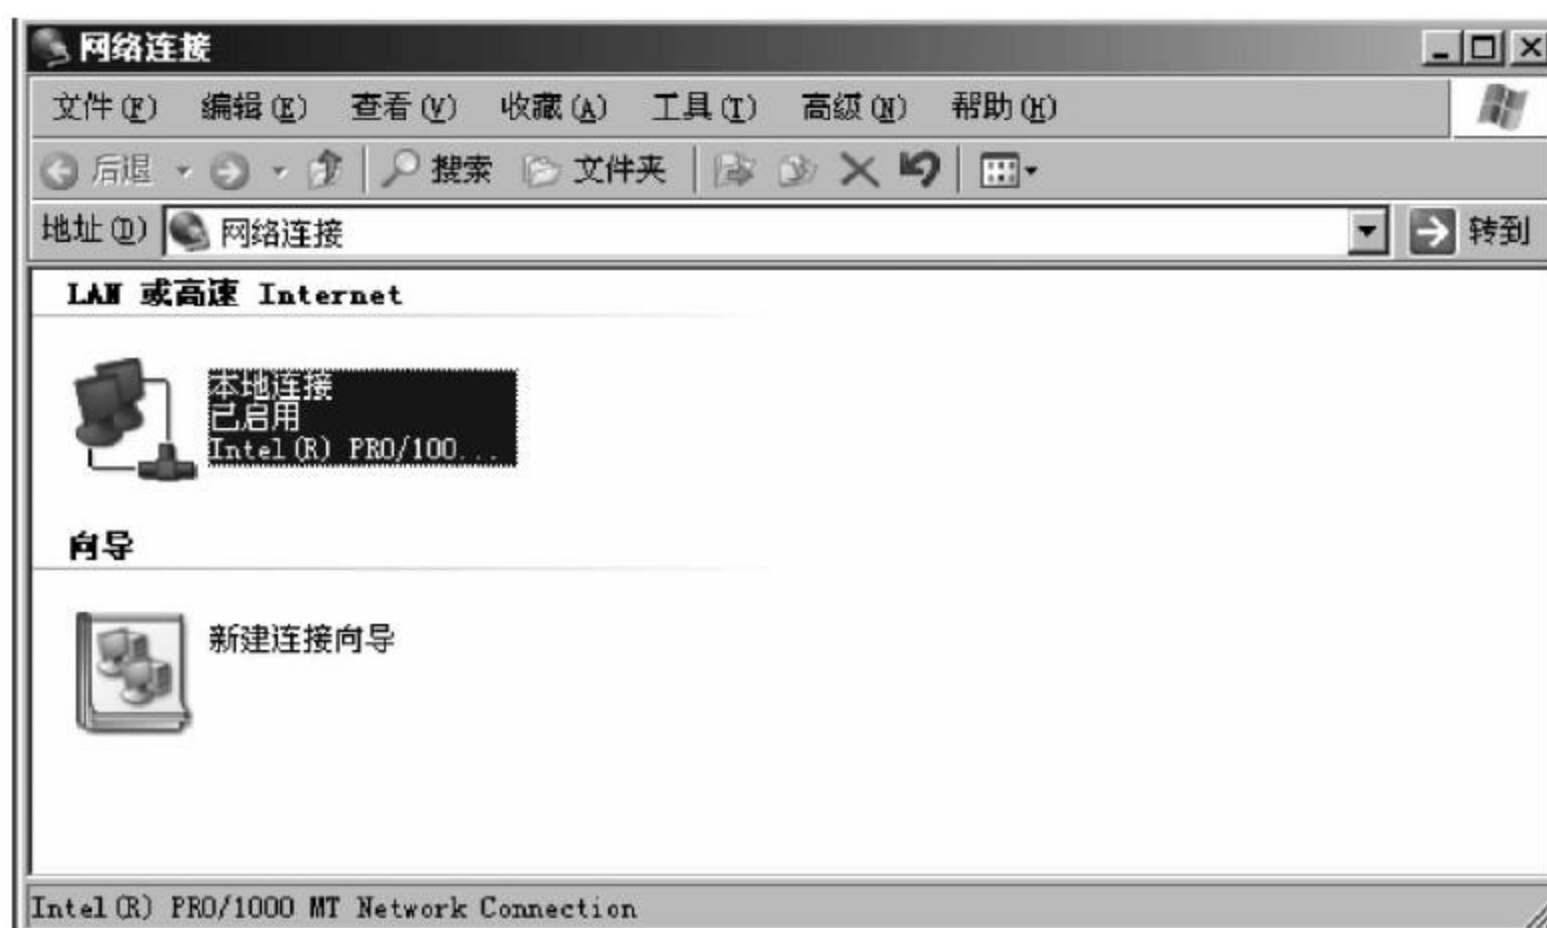 网络连接
文件(F) 编辑(E) 查看(V) 收藏(A) 工具(T) 高级(N) 帮助(H)
后退 搜索 文件夹
地址(D) 网络连接 转到
LAN 或高速 Internet
本地连接
已启用
Intel(R) PRO/100...
向导
新建连接向导
Intel(R) PRO/1000 MT Network Connection